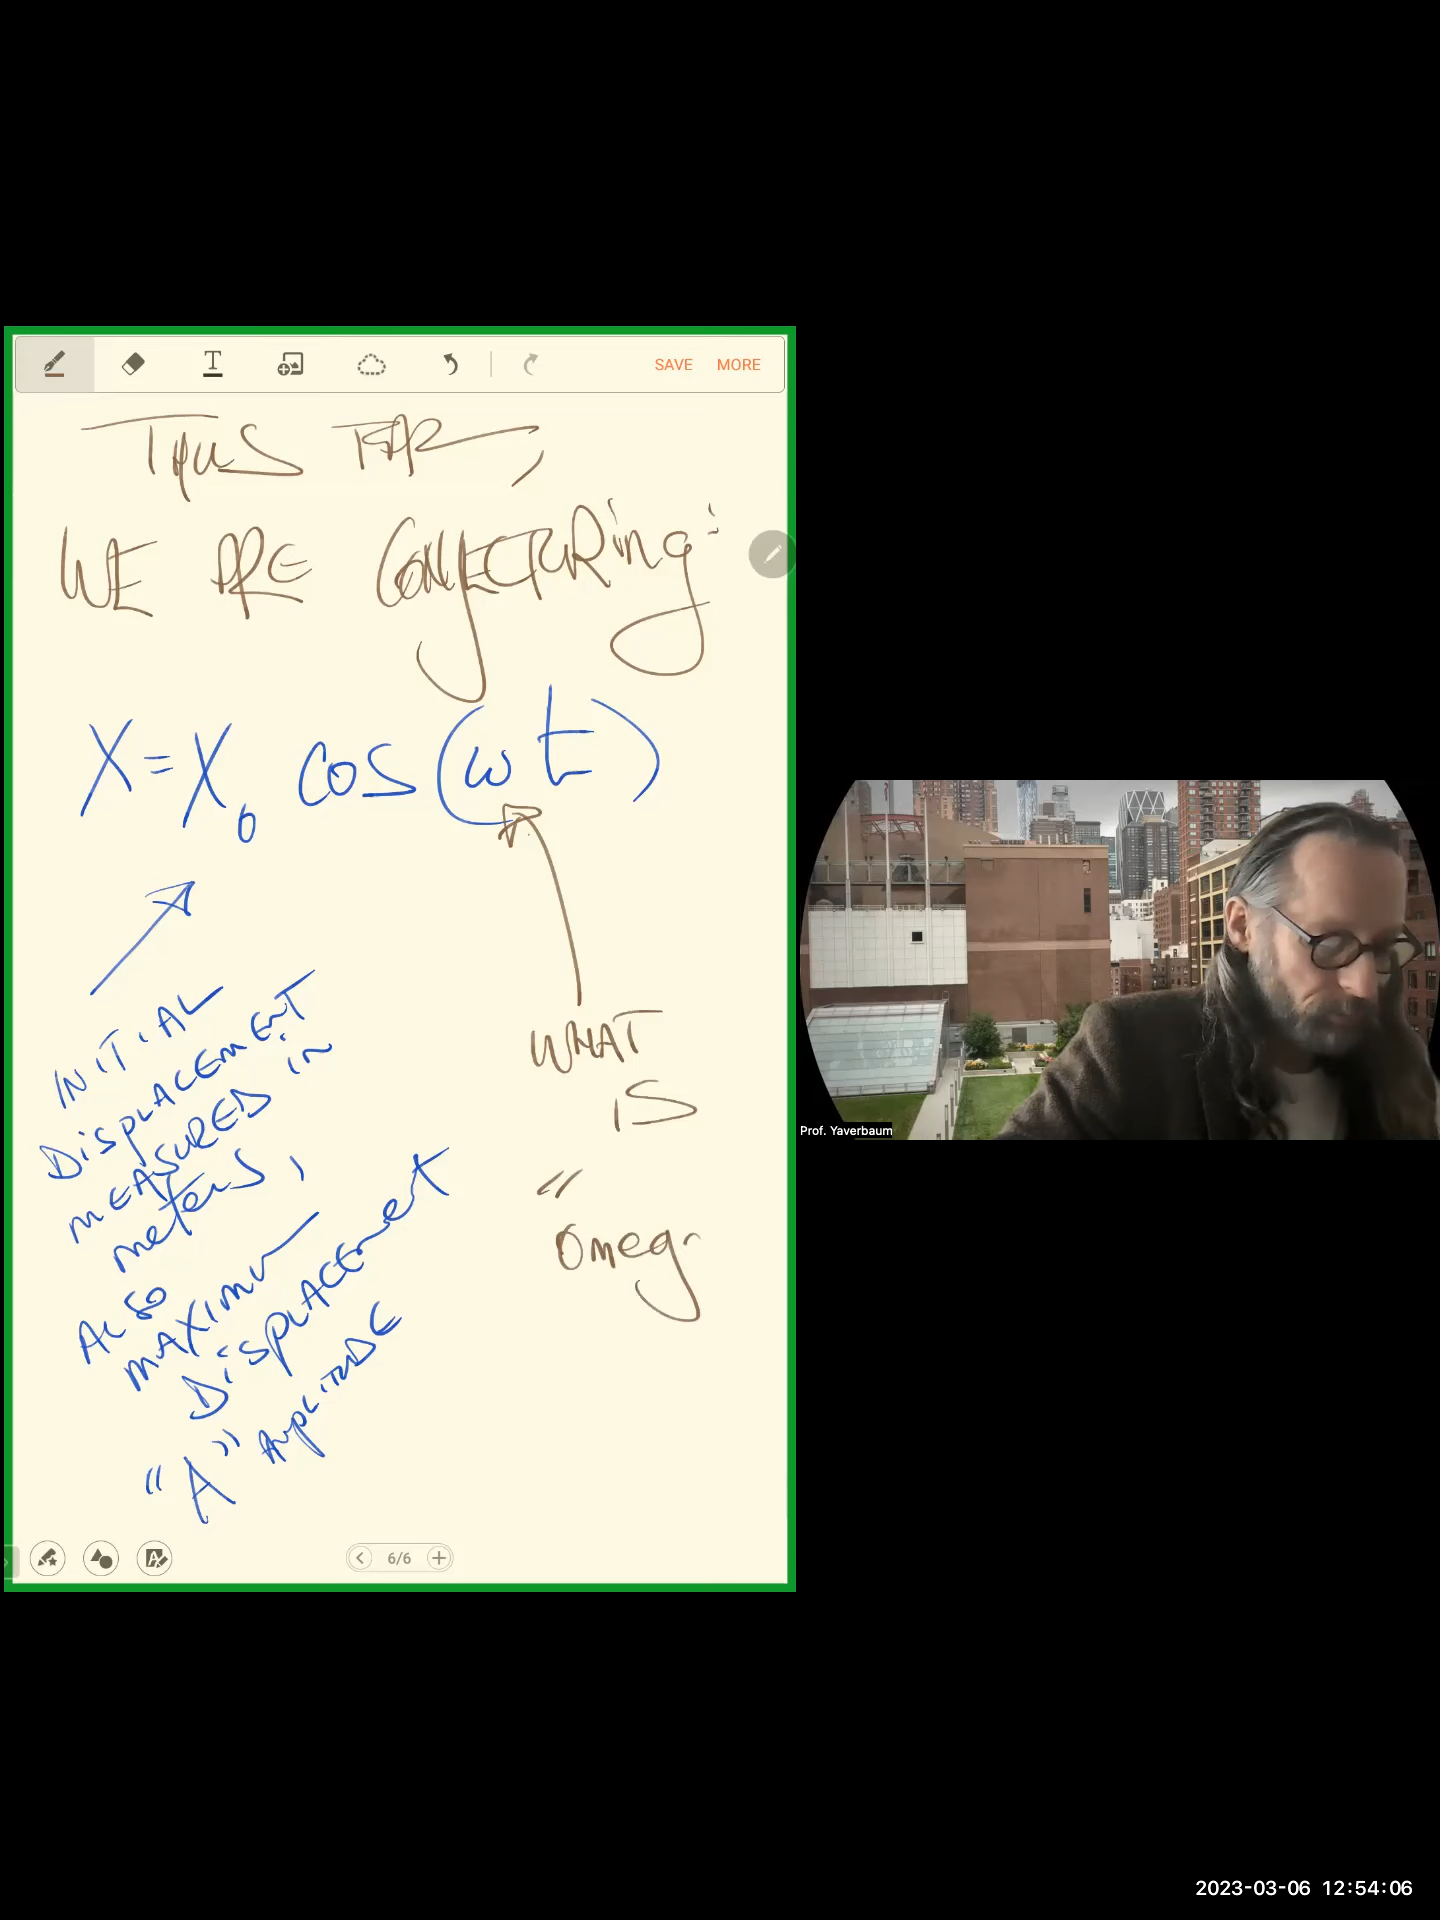 SAVE MORE
THUS FAR,
WE ARE CONJECTURing:
X = X₀ cos(ωt)
INITIAL
DISPLACEMENT
MEASURED in
meters,
ALSO
MAXIMUM
DISPLACEMENT
"A" AMPLITUDE
WHAT
IS
"
omeg
6/6
Prof. Yaverbaum
2023-03-06 12:54:06